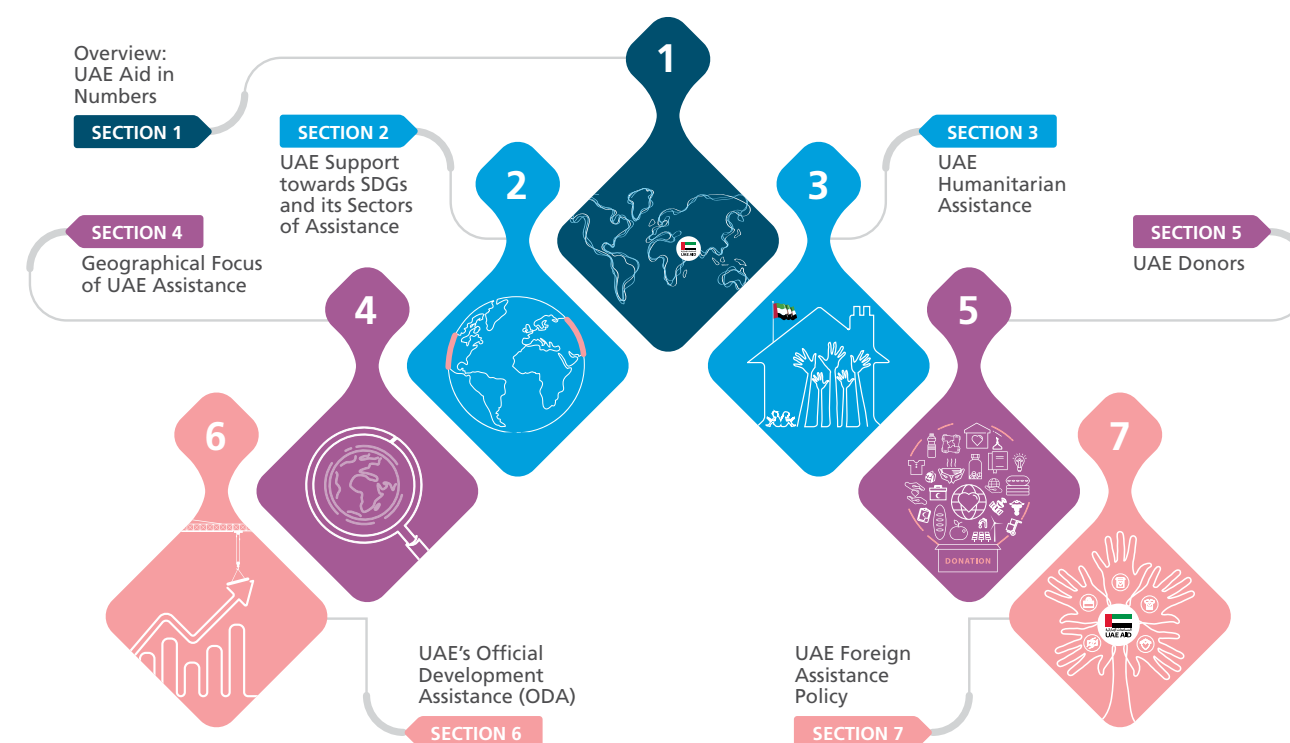 1
Overview:
UAE Aid in
Numbers
SECTION 1
SECTION 2
UAE Support
towards SDGs
and its Sectors
of Assistance
2
3
SECTION 3
UAE
Humanitarian
Assistance
SECTION 4
Geographical Focus
of UAE Assistance
4
SECTION 5
UAE Donors
5
UAE AID
6
7
DONATION
UAE AID
UAE's Official
Development
Assistance (ODA)
SECTION 6
UAE Foreign
Assistance
Policy
SECTION 7